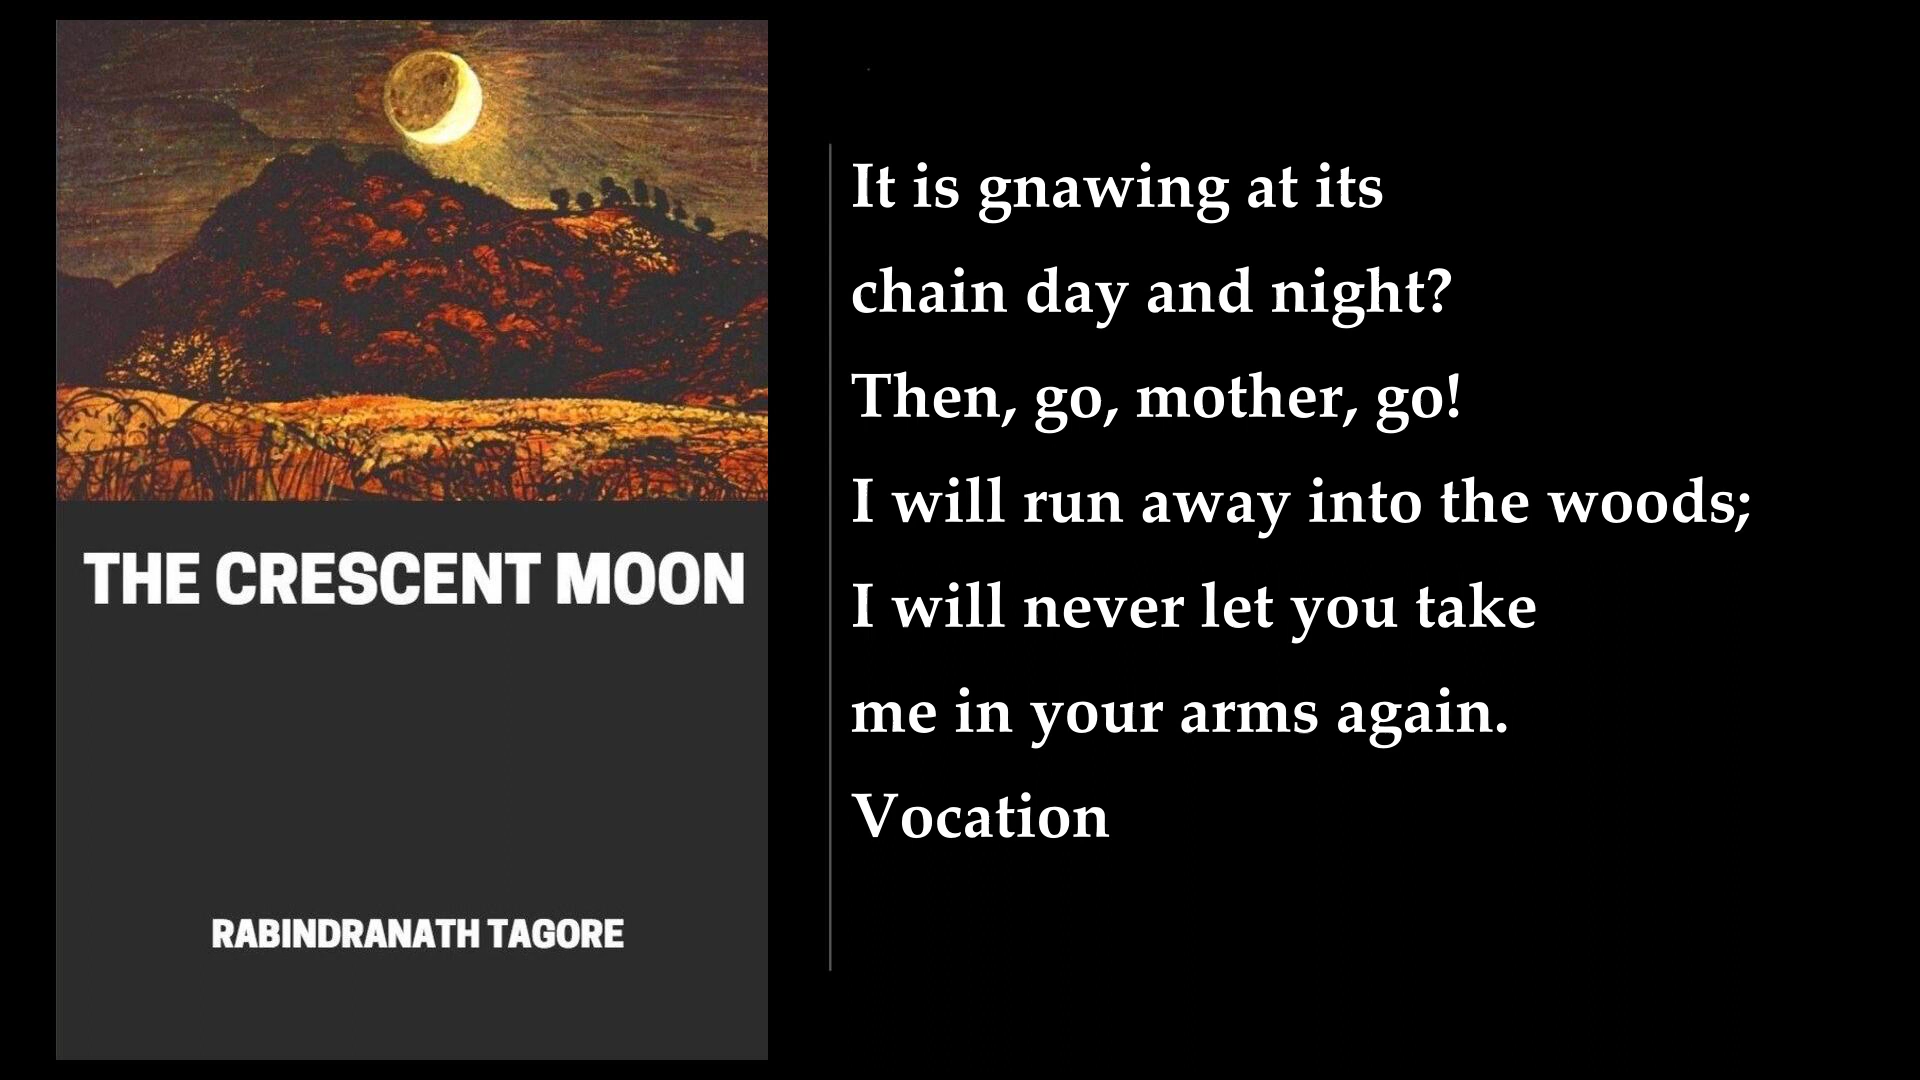 THE CRESCENT MOON
RABINDRANATH TAGORE
It is gnawing at its
chain day and night?
Then, go, mother, go!
I will run away into the woods;
I will never let you take
me in your arms again.
Vocation